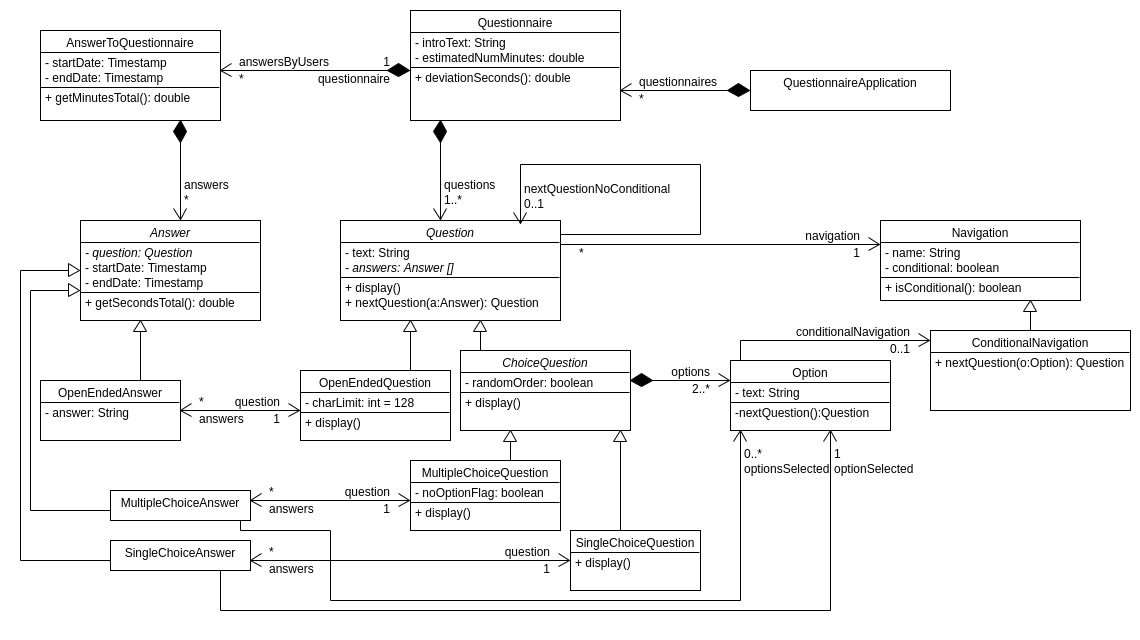 Questionnaire
- introText: String
- estimatedNumMinutes: double
+ deviationSeconds(): double
AnswerToQuestionnaire
- startDate: Timestamp
- endDate: Timestamp
+ getMinutesTotal(): double
answersByUsers
*
1
questionnaire
questionnaires
*
QuestionnaireApplication
answers
*
questions
1..*
nextQuestionNoConditional
0..1
Answer
- question: Question
- startDate: Timestamp
- endDate: Timestamp
+ getSecondsTotal(): double
Question
- text: String
- answers: Answer []
+ display()
+ nextQuestion(a:Answer): Question
*
navigation
1
Navigation
- name: String
- conditional: boolean
+ isConditional(): boolean
conditionalNavigation
0..1
ConditionalNavigation
+ nextQuestion(o:Option): Question
ChoiceQuestion
- randomOrder: boolean
+ display()
options
2..*
Option
- text: String
-nextQuestion():Question
OpenEndedAnswer
- answer: String
*
answers
question
1
OpenEndedQuestion
- charLimit: int = 128
+ display()
0..*
optionsSelected
1
optionSelected
MultipleChoiceAnswer
*
answers
question
1
MultipleChoiceQuestion
- noOptionFlag: boolean
+ display()
SingleChoiceAnswer
*
answers
question
1
SingleChoiceQuestion
+ display()